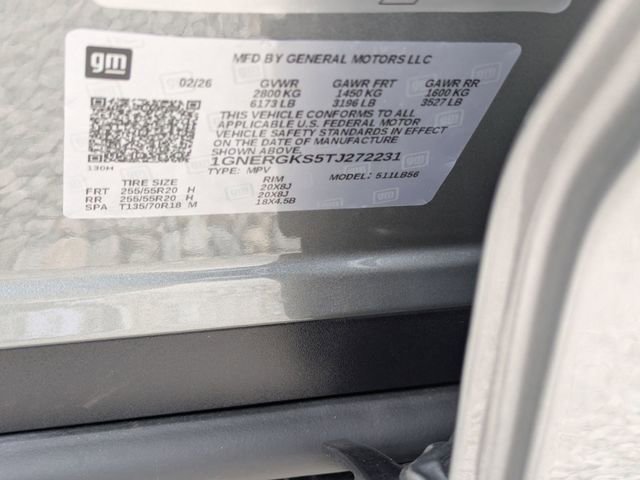 gm
MFD BY GENERAL MOTORS LLC
02/26 GVWR GAWR FRT GAWR RR
2800 KG 1450 KG 1600 KG
6173 LB 3196 LB 3527 LB
THIS VEHICLE CONFORMS TO ALL
APPLICABLE U.S. FEDERAL MOTOR
VEHICLE SAFETY STANDARDS IN EFFECT
ON THE DATE OF MANUFACTURE
SHOWN ABOVE.
1GNERGKS5TJ272231
130H TYPE: MPV MODEL: 511LB56
TIRE SIZE RIM
FRT 255/55R20 H 20X8J
RR 255/55R20 H 20X8J
SPA T135/70R18 M 18X4.5B